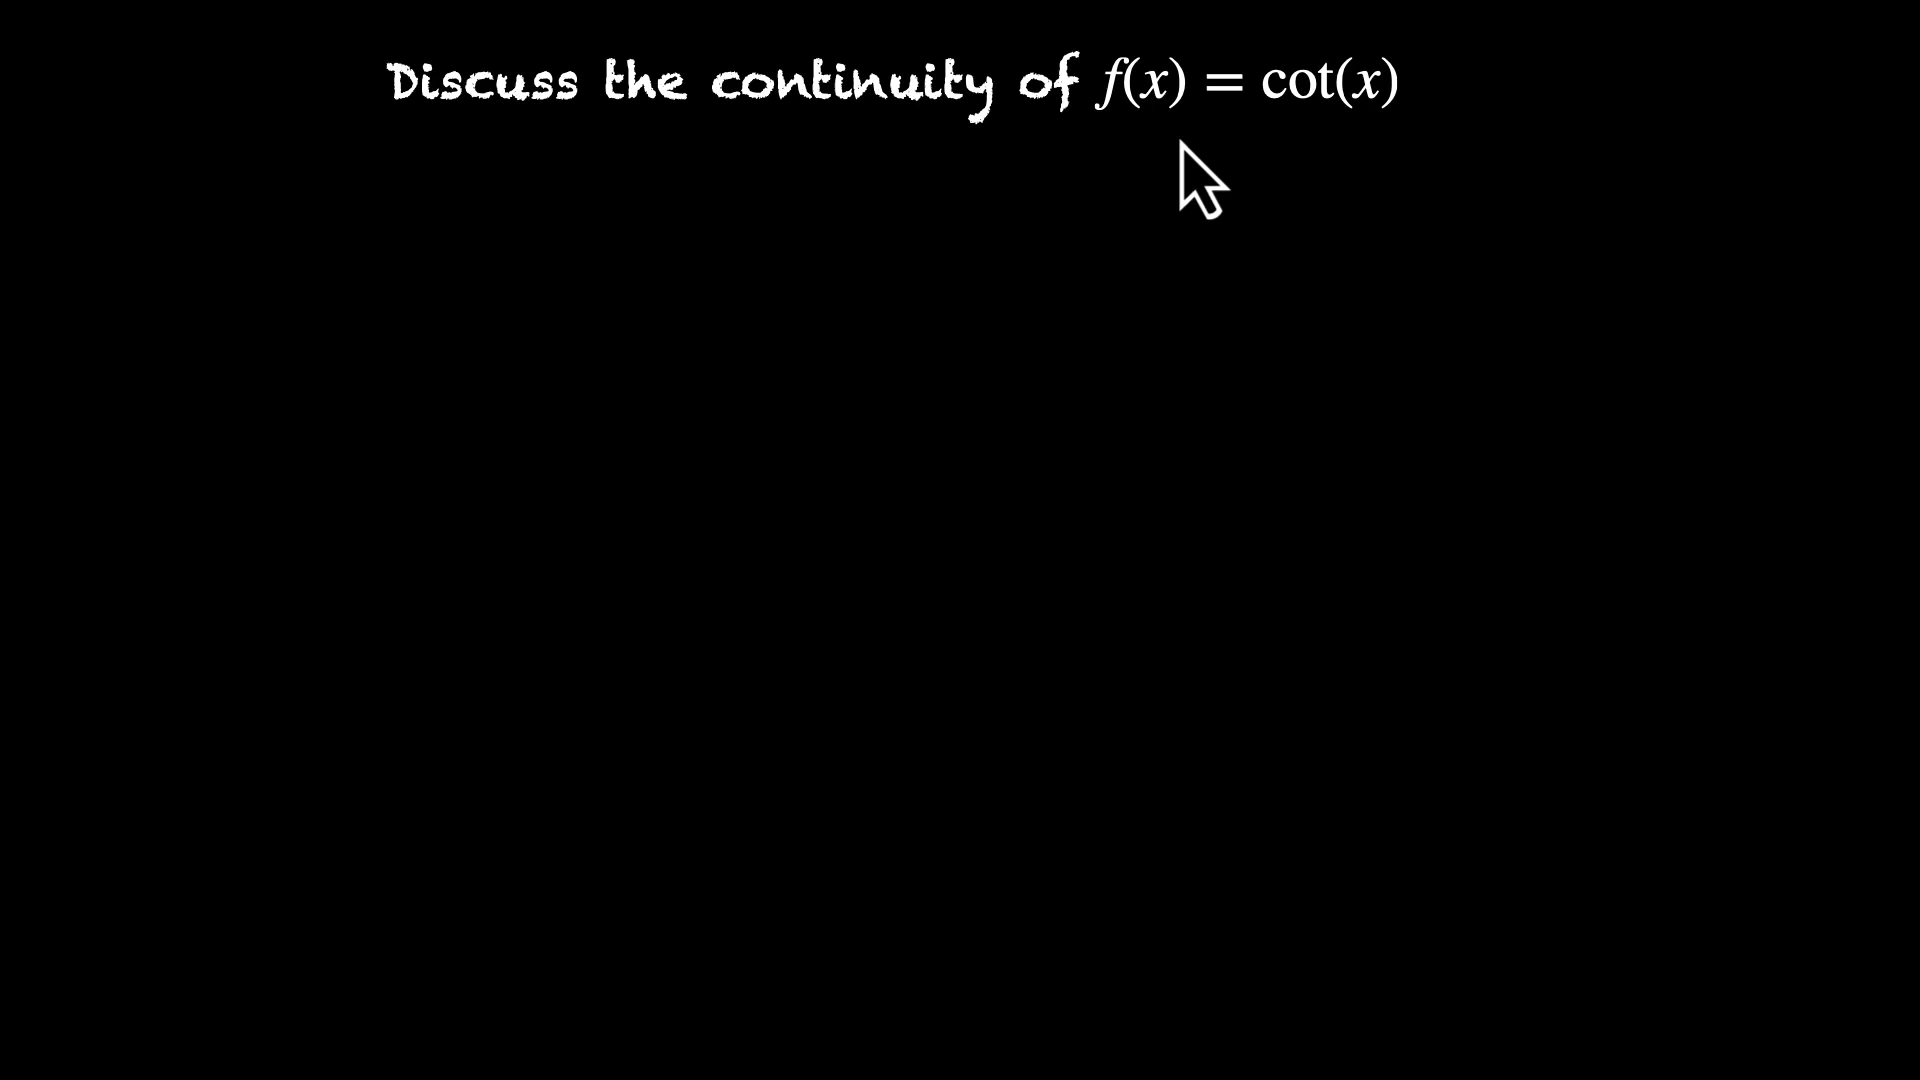 Discuss the continuity of f(x) = cot(x)